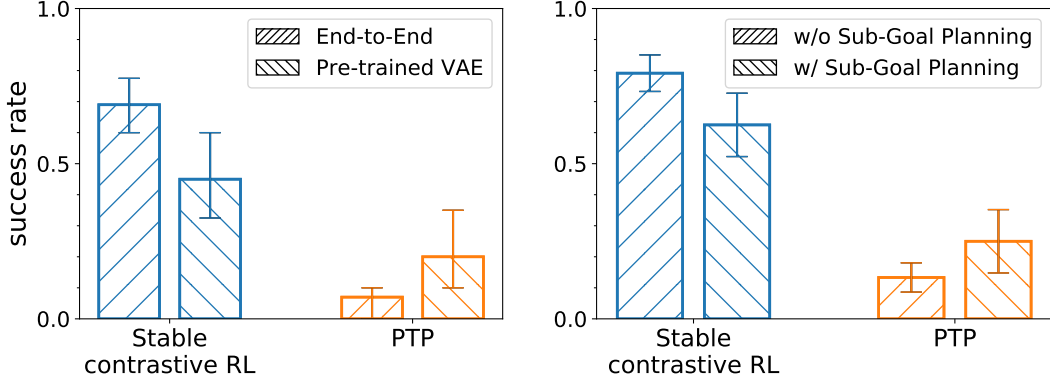 1.0
0.5
0.0
success rate
End-to-End
Pre-trained VAE
Stable
contrastive RL
PTP
1.0
0.5
0.0
w/o Sub-Goal Planning
w/ Sub-Goal Planning
Stable
contrastive RL
PTP